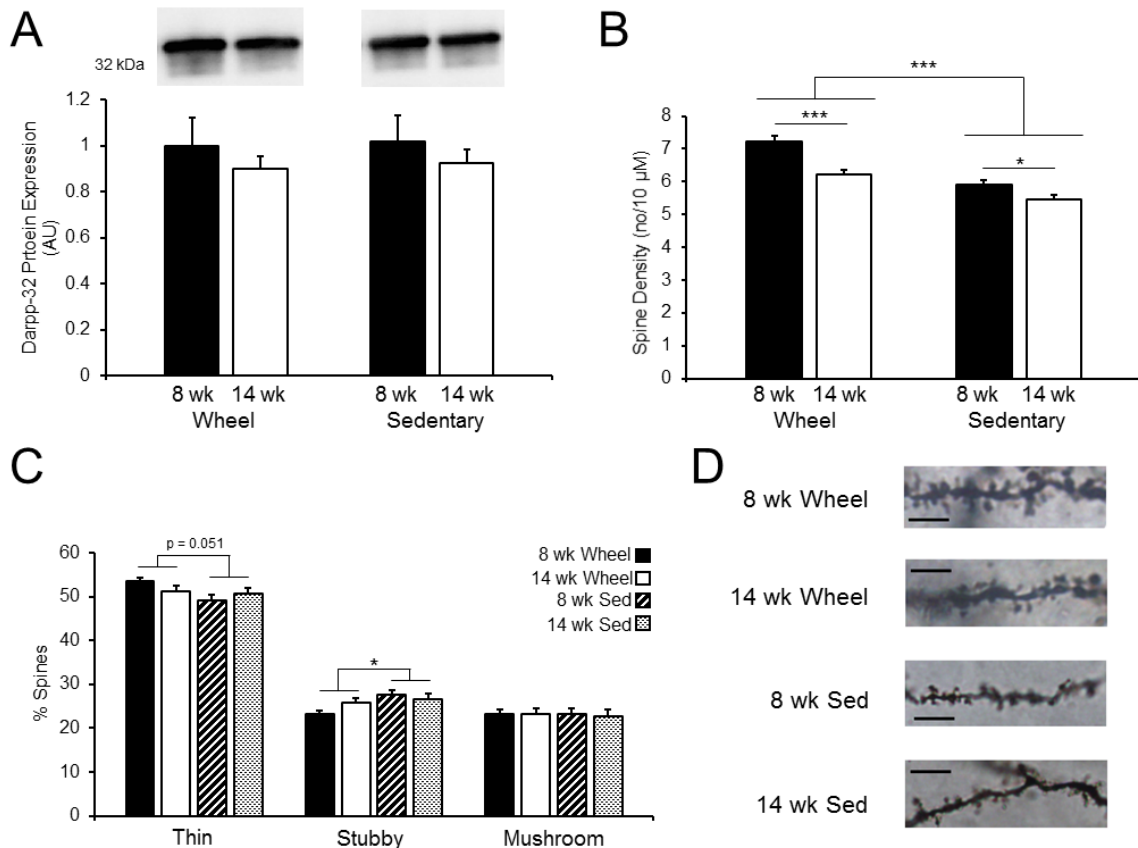 A
32 kDa
1.2
1
0.8
0.6
0.4
0.2
0
Darpp-32 Prtoein Expression
(AU)
8 wk 14 wk 8 wk 14 wk
Wheel Sedentary
B
***
***
*
8
7
6
5
4
3
2
1
0
Spine Density (no/10 µM)
8 wk 14 wk 8 wk 14 wk
Wheel Sedentary
C
p = 0.051
*
60
50
40
30
20
10
0
% Spines
8 wk Wheel
14 wk Wheel
8 wk Sed
14 wk Sed
Thin Stubby Mushroom
D
8 wk Wheel
14 wk Wheel
8 wk Sed
14 wk Sed